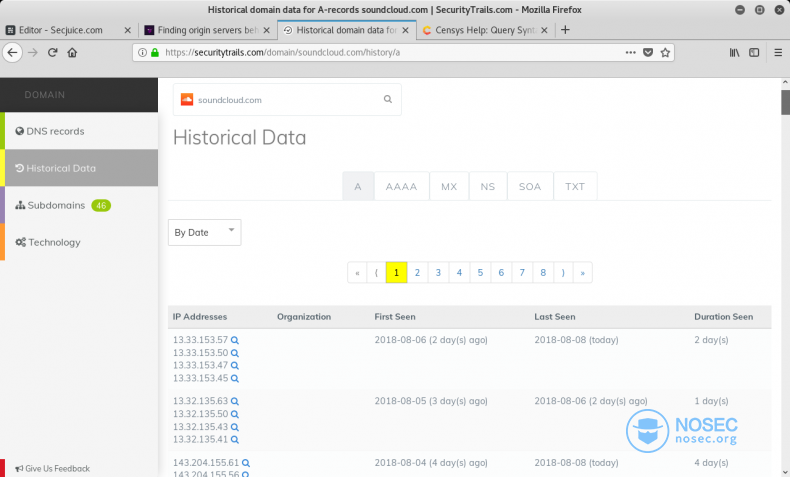 Historical domain data for A-records soundcloud.com | SecurityTrails.com - Mozilla Firefox
Editor - Secjuice.com
Finding origin servers beh
Historical domain data for
Censys Help: Query Synt
https://securitytrails.com/domain/soundcloud.com/history/a
DOMAIN
DNS records
Historical Data
Subdomains 46
Technology
Give Us Feedback
soundcloud.com
Historical Data
A AAAA MX NS SOA TXT
By Date
« ⟨ 1 2 3 4 5 6 7 8 ⟩ »
IP Addresses Organization First Seen Last Seen Duration Seen
13.33.153.57 2018-08-06 (2 day(s) ago) 2018-08-08 (today) 2 day(s)
13.33.153.50
13.33.153.47
13.33.153.45
13.32.135.63 2018-08-05 (3 day(s) ago) 2018-08-06 (2 day(s) ago) 1 day(s)
13.32.135.50
13.32.135.43
13.32.135.41
143.204.155.61 2018-08-04 (4 day(s) ago) 2018-08-08 (today) 4 day(s)
143.204.155.56
NOSEC
nosec.org